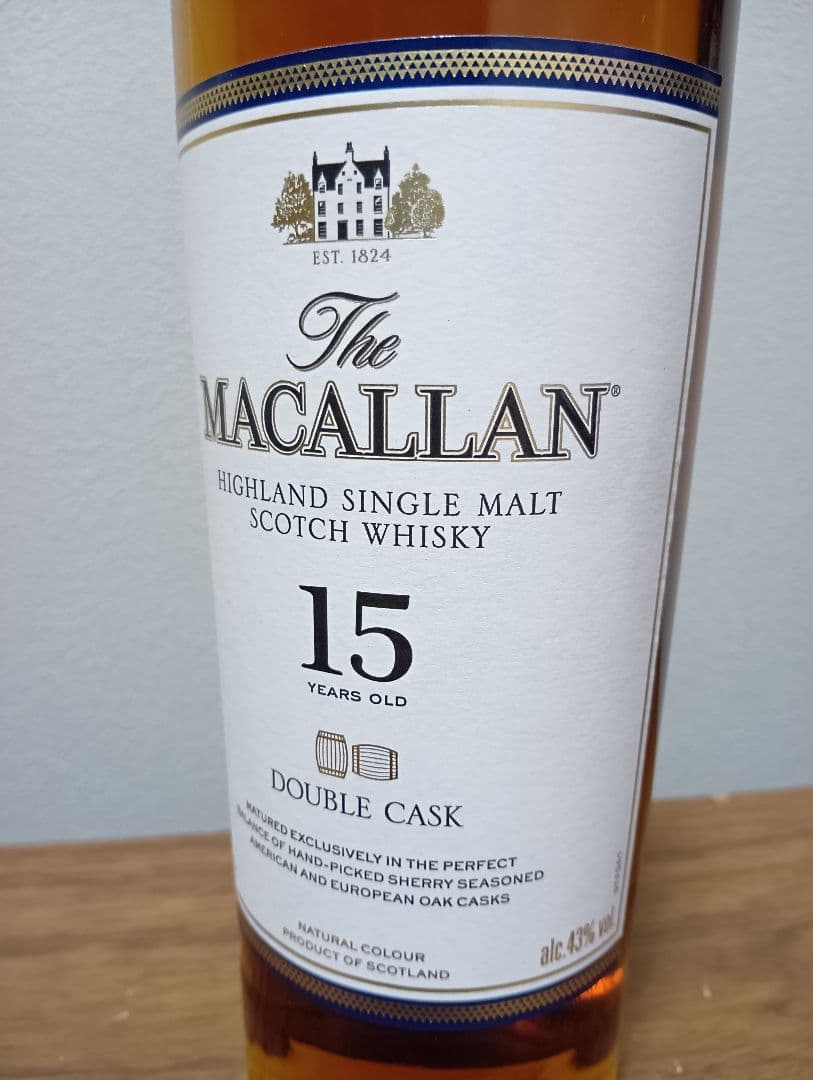 EST. 1824
The
MACALLAN®
HIGHLAND SINGLE MALT
SCOTCH WHISKY
15
YEARS OLD
DOUBLE CASK
MATURED EXCLUSIVELY IN THE PERFECT
BALANCE OF HAND-PICKED SHERRY SEASONED
AMERICAN AND EUROPEAN OAK CASKS
NATURAL COLOUR
PRODUCT OF SCOTLAND
alc.43% vol